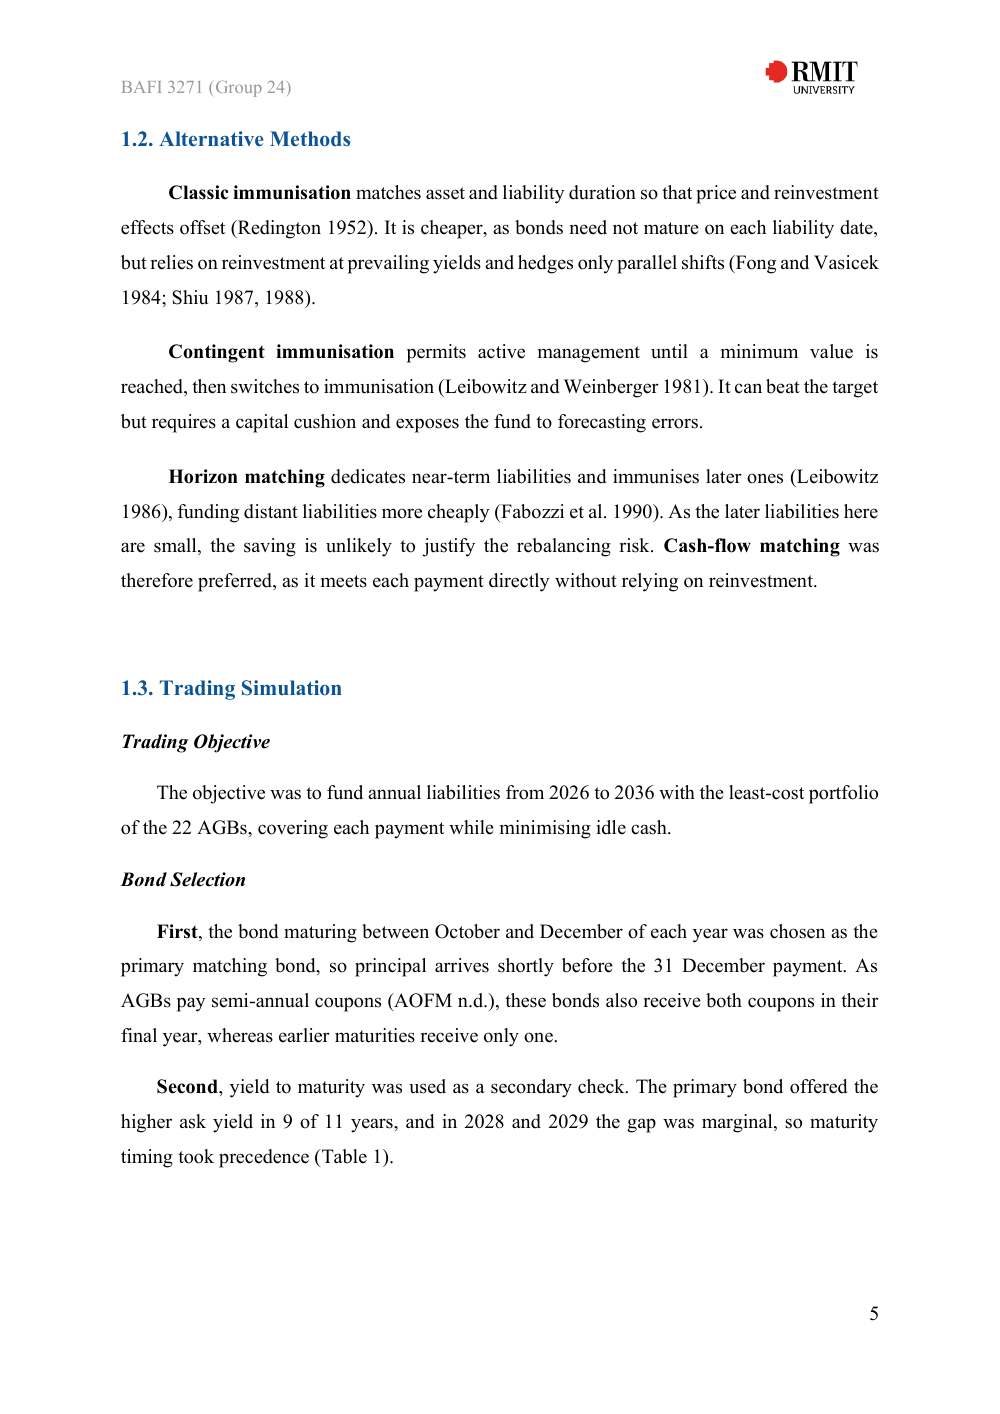 BAFI 3271 (Group 24)
RMIT
UNIVERSITY
1.2. Alternative Methods
Classic immunisation matches asset and liability duration so that price and reinvestment
effects offset (Redington 1952). It is cheaper, as bonds need not mature on each liability date,
but relies on reinvestment at prevailing yields and hedges only parallel shifts (Fong and Vasicek
1984; Shiu 1987, 1988).
Contingent immunisation permits active management until a minimum value is
reached, then switches to immunisation (Leibowitz and Weinberger 1981). It can beat the target
but requires a capital cushion and exposes the fund to forecasting errors.
Horizon matching dedicates near-term liabilities and immunises later ones (Leibowitz
1986), funding distant liabilities more cheaply (Fabozzi et al. 1990). As the later liabilities here
are small, the saving is unlikely to justify the rebalancing risk. Cash-flow matching was
therefore preferred, as it meets each payment directly without relying on reinvestment.
1.3. Trading Simulation
Trading Objective
The objective was to fund annual liabilities from 2026 to 2036 with the least-cost portfolio
of the 22 AGBs, covering each payment while minimising idle cash.
Bond Selection
First, the bond maturing between October and December of each year was chosen as the
primary matching bond, so principal arrives shortly before the 31 December payment. As
AGBs pay semi-annual coupons (AOFM n.d.), these bonds also receive both coupons in their
final year, whereas earlier maturities receive only one.
Second, yield to maturity was used as a secondary check. The primary bond offered the
higher ask yield in 9 of 11 years, and in 2028 and 2029 the gap was marginal, so maturity
timing took precedence (Table 1).
5